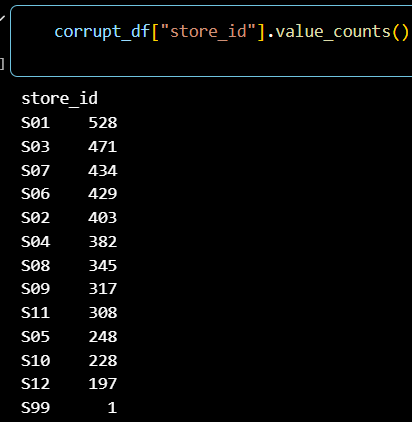 corrupt_df["store_id"].value_counts()
]
store_id
S01    528
S03    471
S07    434
S06    429
S02    403
S04    382
S08    345
S09    317
S11    308
S05    248
S10    228
S12    197
S99      1